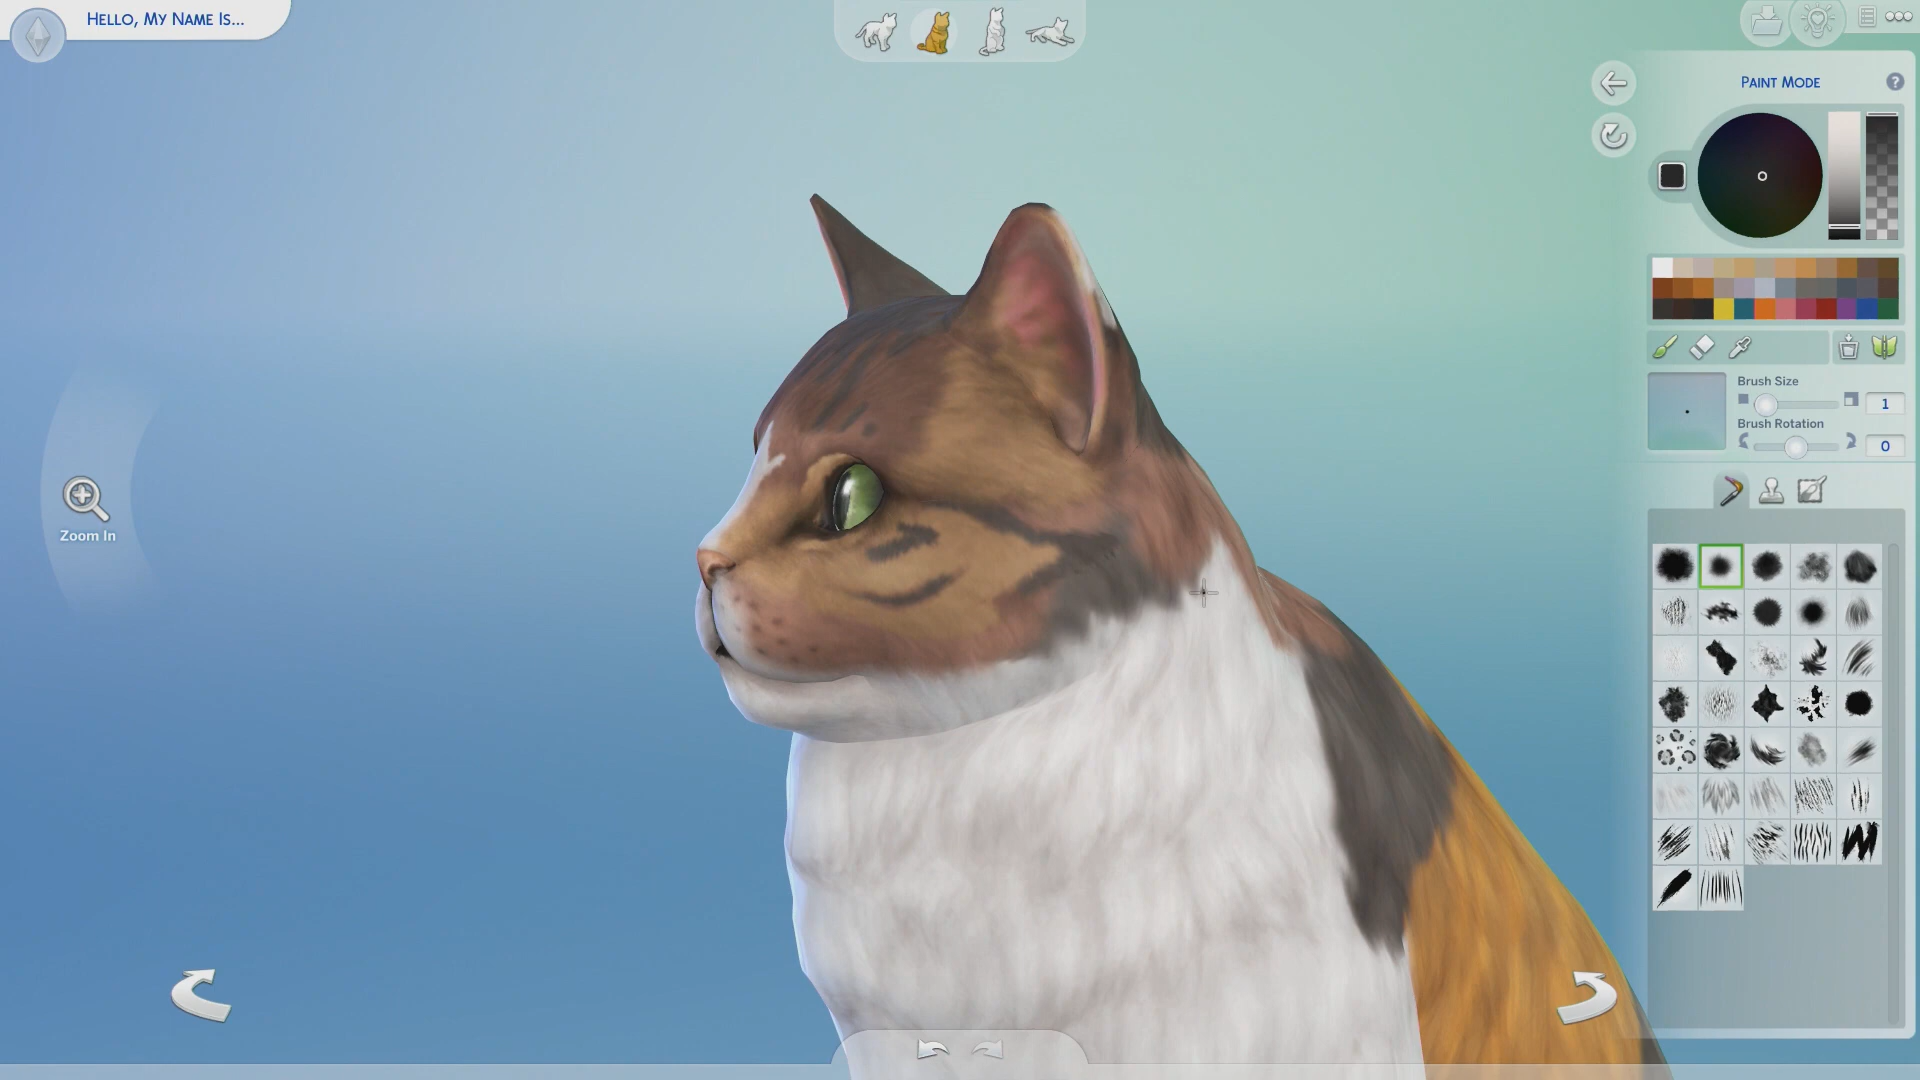 Hello, My Name Is...
Paint Mode
?
Brush Size
1
Brush Rotation
0
Zoom In